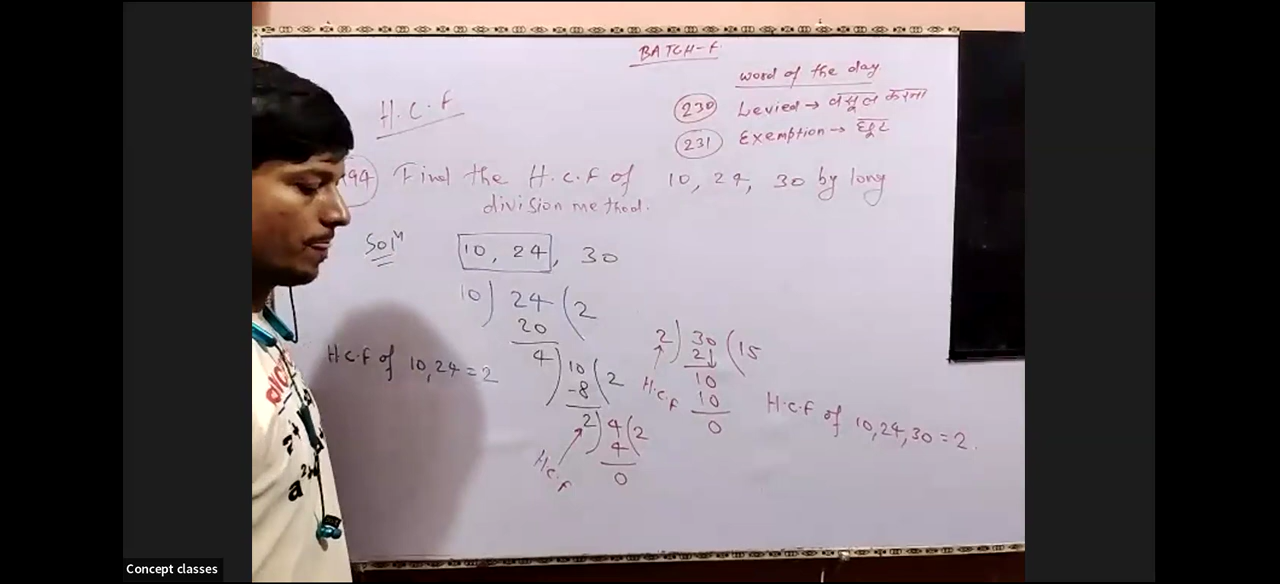 BATCH-F
word of the day
230 Levied → वसूल करना
231 Exemption → छूट
H.C.F
94) Find the H.C.F of 10, 24, 30 by long
division method.
Solⁿ 10, 24, 30
10) 24 (2
20
4) 10 (2
-8
2) 4 (2
4
0
H.C.F
H.C.F of 10,24 = 2
2) 30 (15
2↓
10
10
0
H.C.F
H.C.F of 10,24,30 = 2.
Concept classes